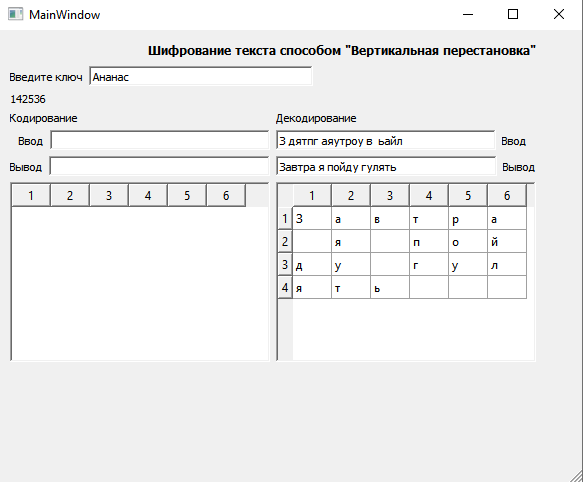 MainWindow
Шифрование текста способом "Вертикальная перестановка"
Введите ключ Ананас
142536
Кодирование Декодирование
Ввод З дятпг аяутроу в  ьайл Ввод
Вывод Завтра я пойду гулять Вывод
1 2 3 4 5 6 1 2 3 4 5 6
1 З а в т р а
2 я п о й
3 д у г у л
4 я т ь